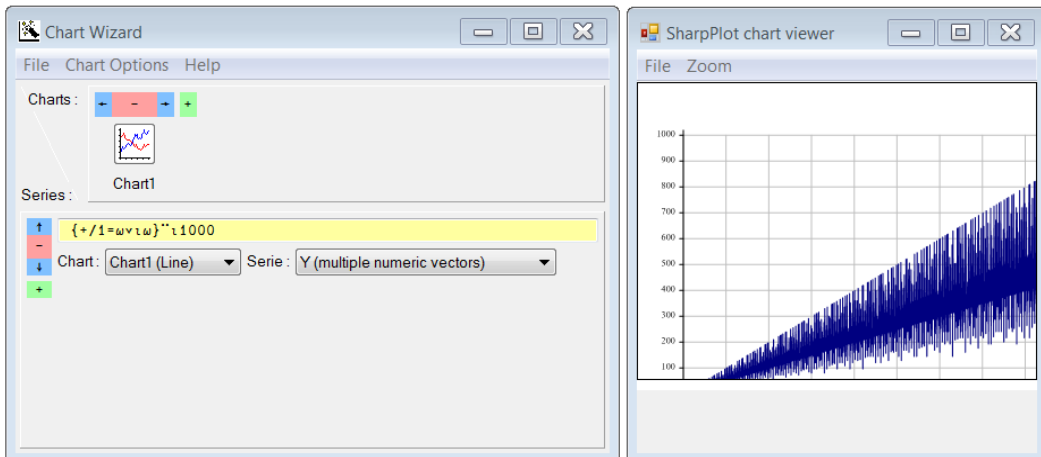 Chart Wizard
File Chart Options Help
Charts :
← − → +
Chart1
Series :
↑
{+/1=⍵∨⍳⍵}¨⍳1000
−
Chart : Chart1 (Line) Serie : Y (multiple numeric vectors)
↓
+
SharpPlot chart viewer
File Zoom
1000
900
800
700
600
500
400
300
200
100